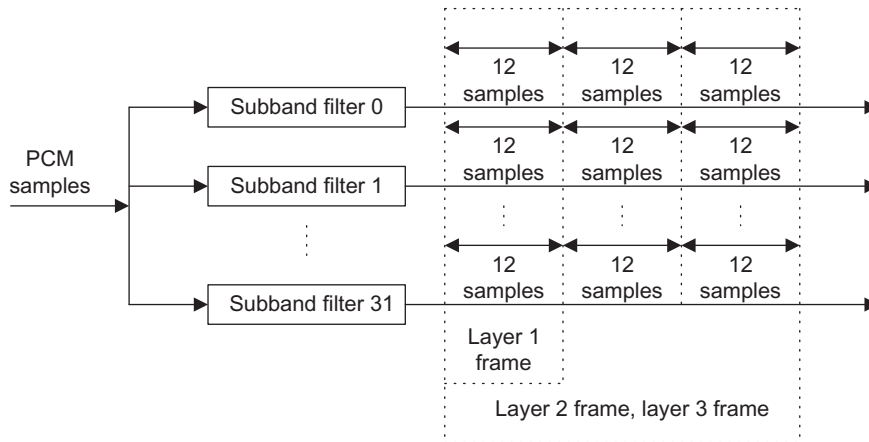 12 12 12
samples samples samples
Subband filter 0
PCM
samples
12 12 12
samples samples samples
Subband filter 1
12 12 12
samples samples samples
Subband filter 31
Layer 1
frame
Layer 2 frame, layer 3 frame